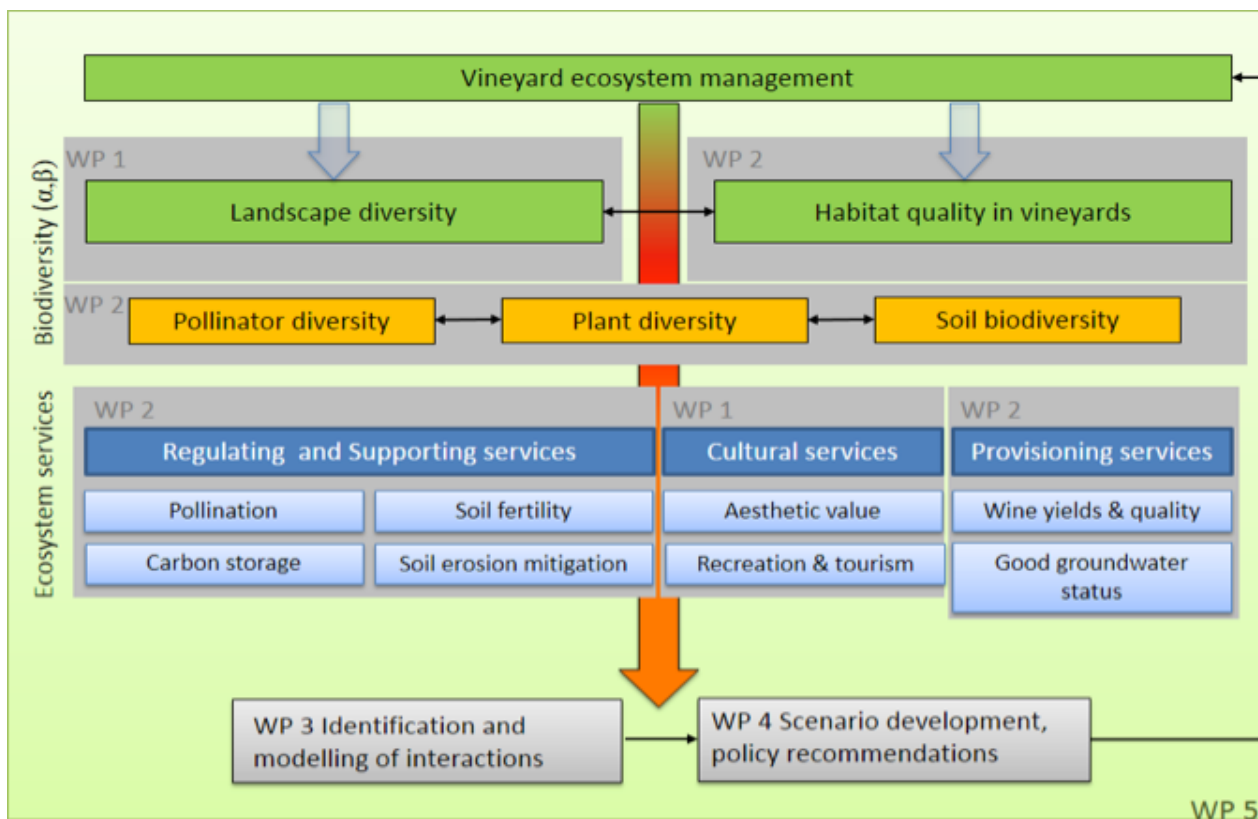 Vineyard ecosystem management
Biodiversity (α,β)
WP 1
Landscape diversity
WP 2
Habitat quality in vineyards
WP 2
Pollinator diversity
Plant diversity
Soil biodiversity
Ecosystem services
WP 2
Regulating and Supporting services
Pollination
Soil fertility
Carbon storage
Soil erosion mitigation
WP 1
Cultural services
Aesthetic value
Recreation & tourism
WP 2
Provisioning services
Wine yields & quality
Good groundwater
status
WP 3 Identification and
modelling of interactions
WP 4 Scenario development,
policy recommendations
WP 5